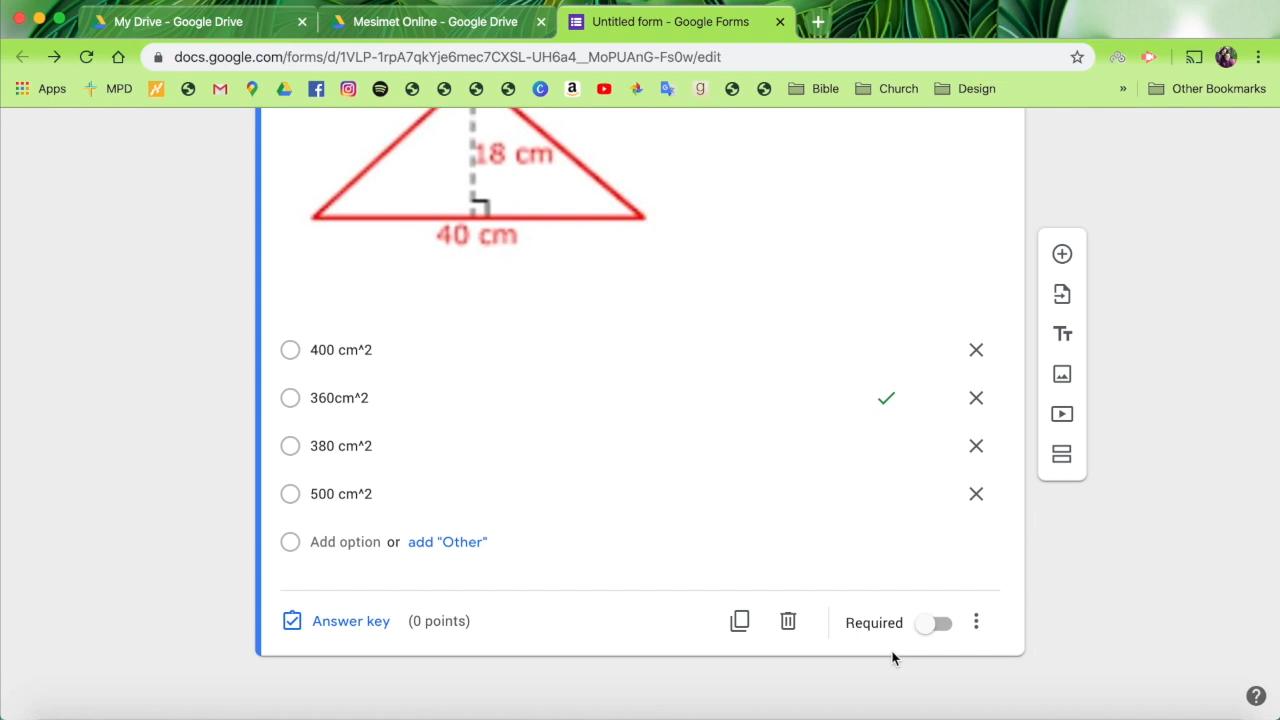 My Drive - Google Drive
Mesimet Online - Google Drive
Untitled form - Google Forms
docs.google.com/forms/d/1VLP-1rpA7qkYje6mec7CXSL-UH6a4__MoPUAnG-Fs0w/edit
Apps MPD Bible Church Design » Other Bookmarks
18 cm
40 cm
400 cm^2
360cm^2
380 cm^2
500 cm^2
Add option or add "Other"
Answer key (0 points) Required